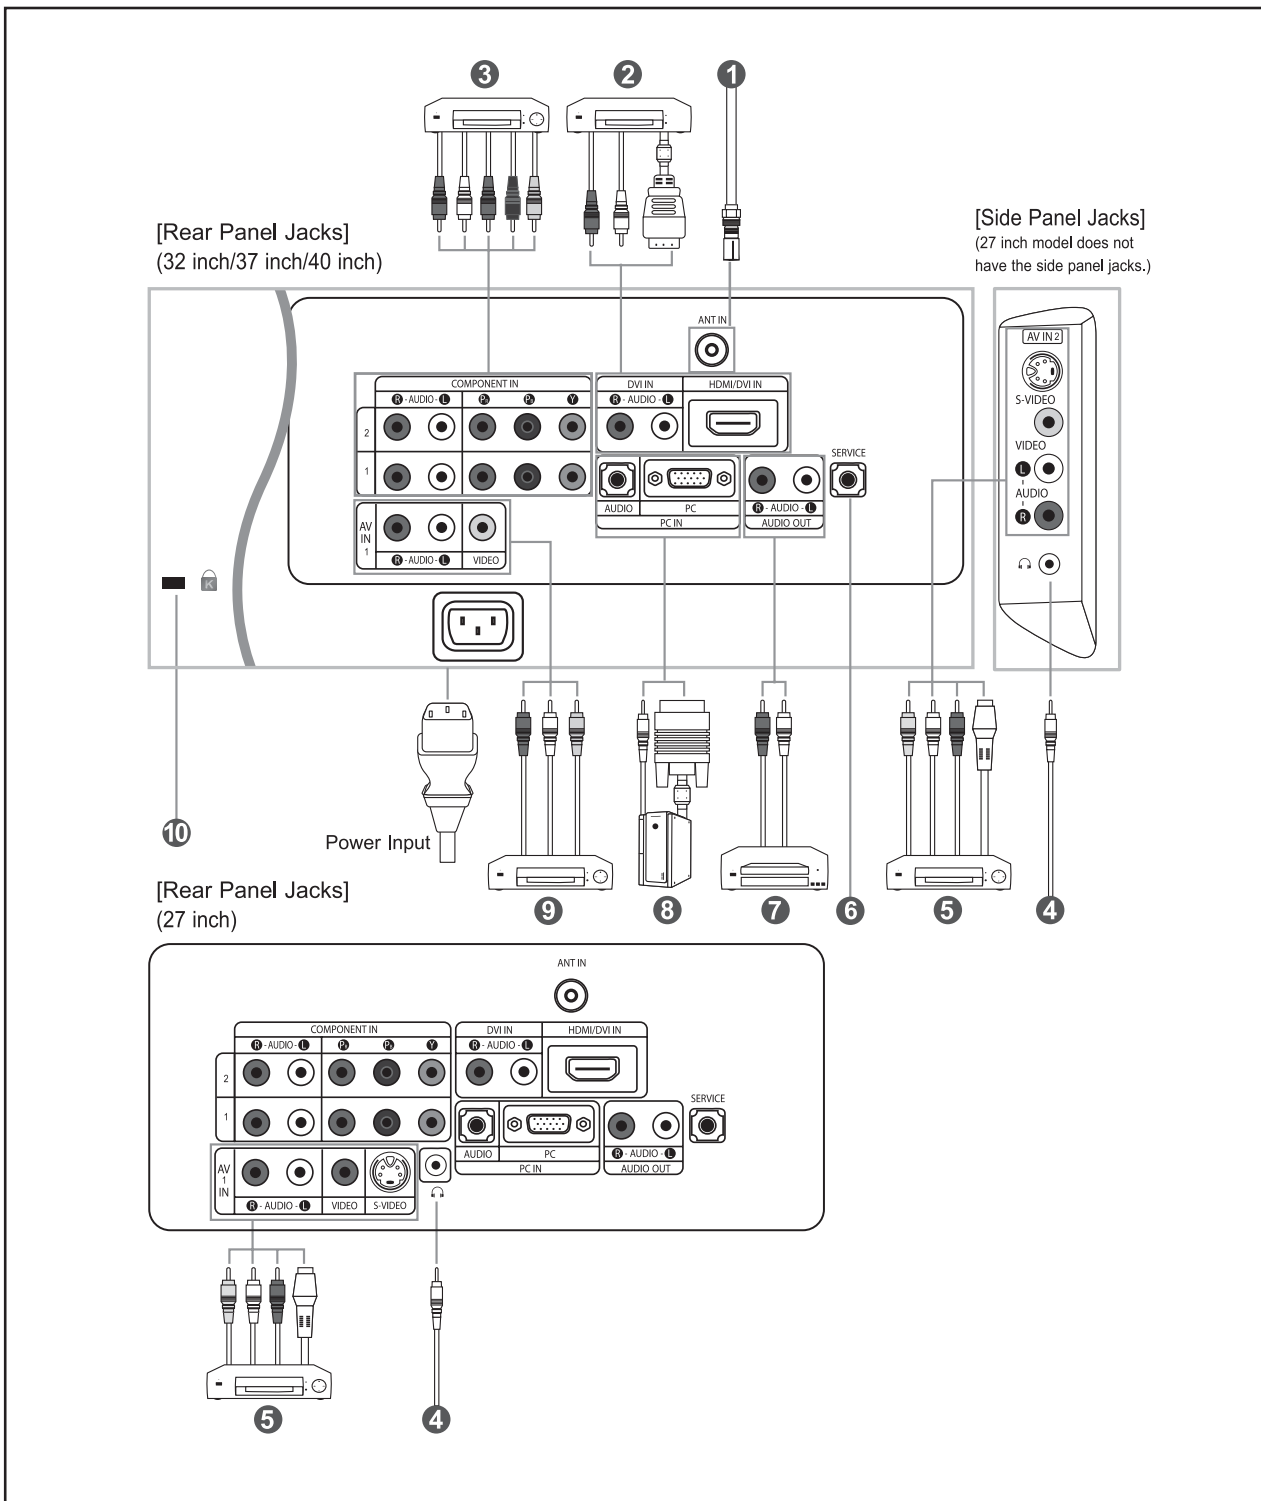 3 2 1
[Rear Panel Jacks]
(32 inch/37 inch/40 inch)
[Side Panel Jacks]
(27 inch model does not
have the side panel jacks.)
ANT IN
COMPONENT IN
R - AUDIO - L PR PB Y
2
1
DVI IN HDMI/DVI IN
R - AUDIO - L
SERVICE
AUDIO PC
PC IN
R - AUDIO - L
AUDIO OUT
AV
IN
1
R - AUDIO - L VIDEO
K
AV IN 2
S-VIDEO
VIDEO
L
AUDIO
R
10
Power Input
9 8 7 6 5 4
[Rear Panel Jacks]
(27 inch)
ANT IN
COMPONENT IN
R - AUDIO - L PR PB Y
2
1
DVI IN HDMI/DVI IN
R - AUDIO - L
SERVICE
AUDIO PC
PC IN
R - AUDIO - L
AUDIO OUT
AV
1
IN
R - AUDIO - L VIDEO S-VIDEO
5 4